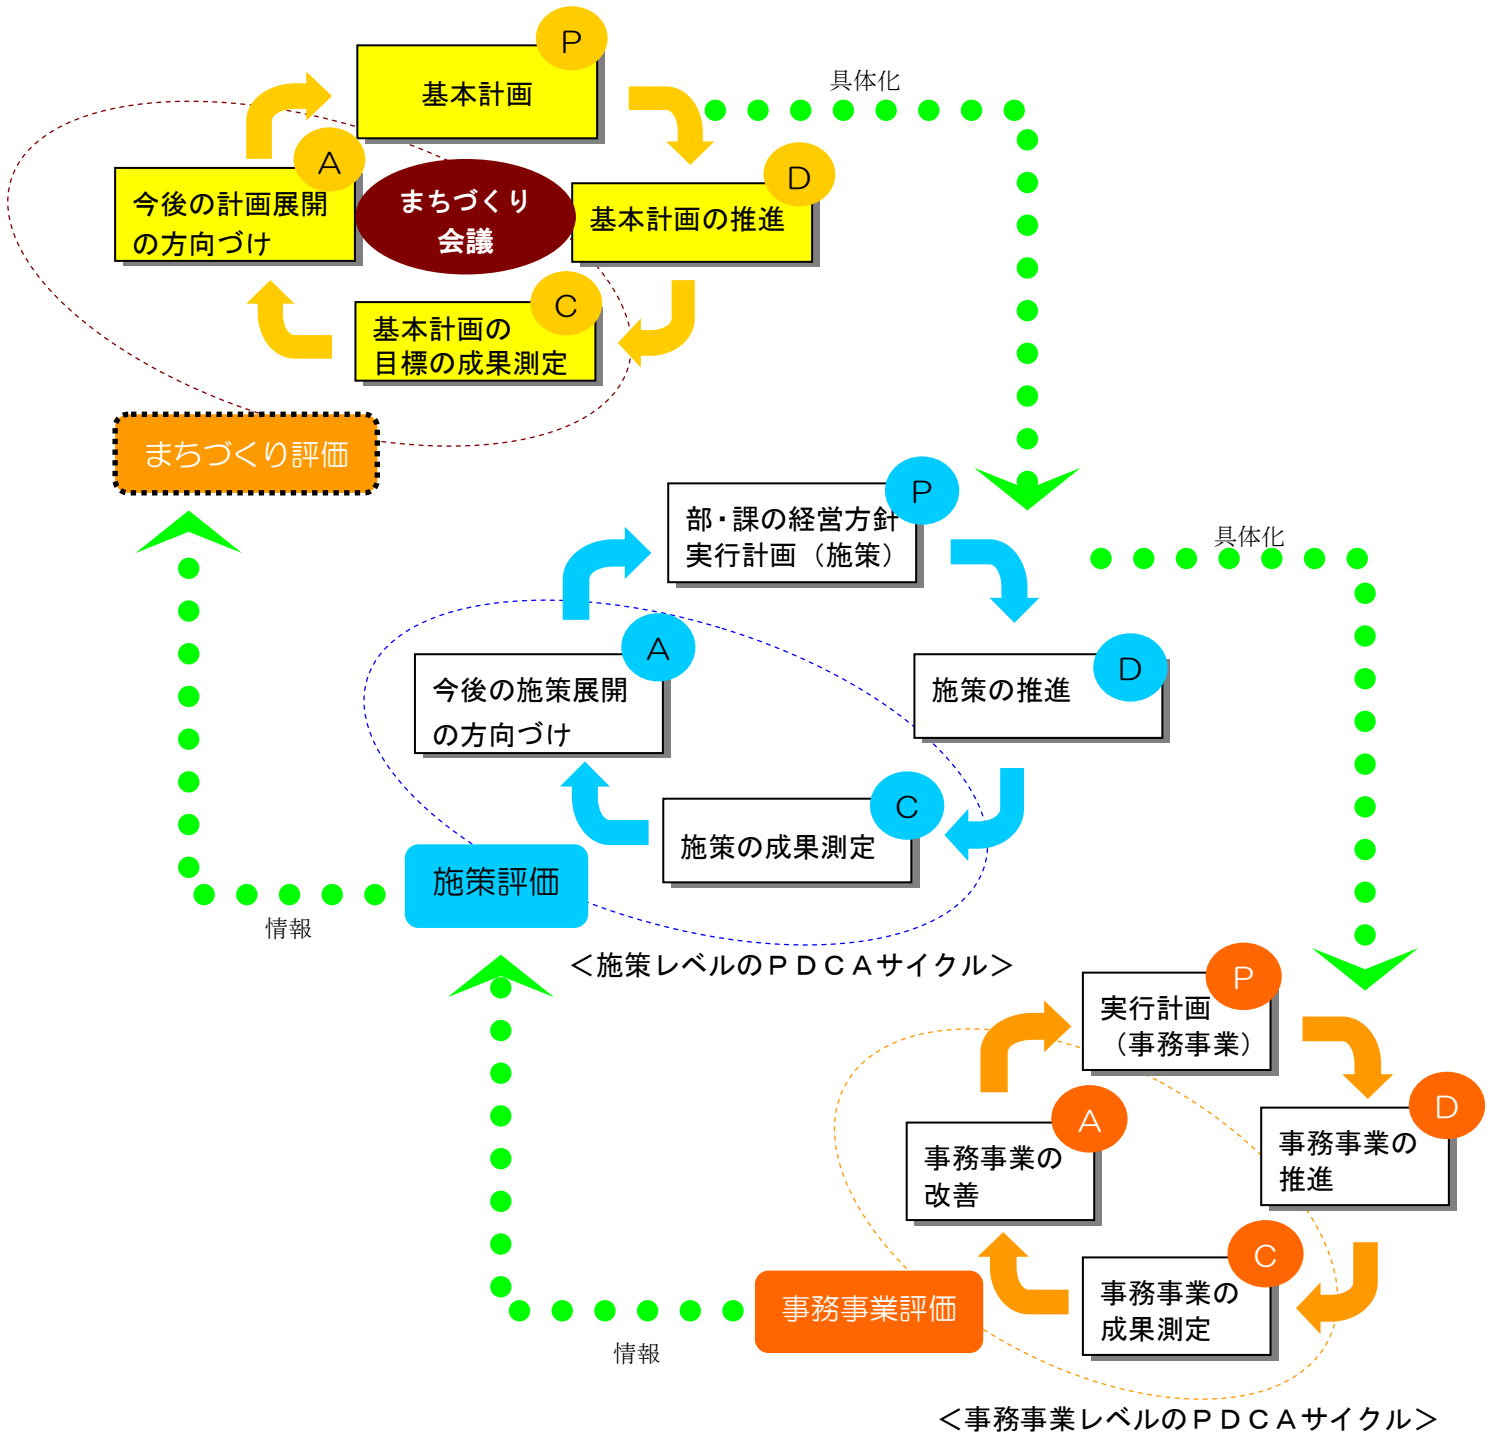 P
基本計画
具体化
A
今後の計画展開
の方向づけ
まちづくり
会議
D
基本計画の推進
C
基本計画の
目標の成果測定
まちづくり評価
P
部・課の経営方針
実行計画（施策）
具体化
A
今後の施策展開
の方向づけ
D
施策の推進
C
施策の成果測定
施策評価
情報
＜施策レベルのＰＤＣＡサイクル＞
P
実行計画
（事務事業）
A
事務事業の
改善
D
事務事業の
推進
C
事務事業の
成果測定
事務事業評価
情報
＜事務事業レベルのＰＤＣＡサイクル＞